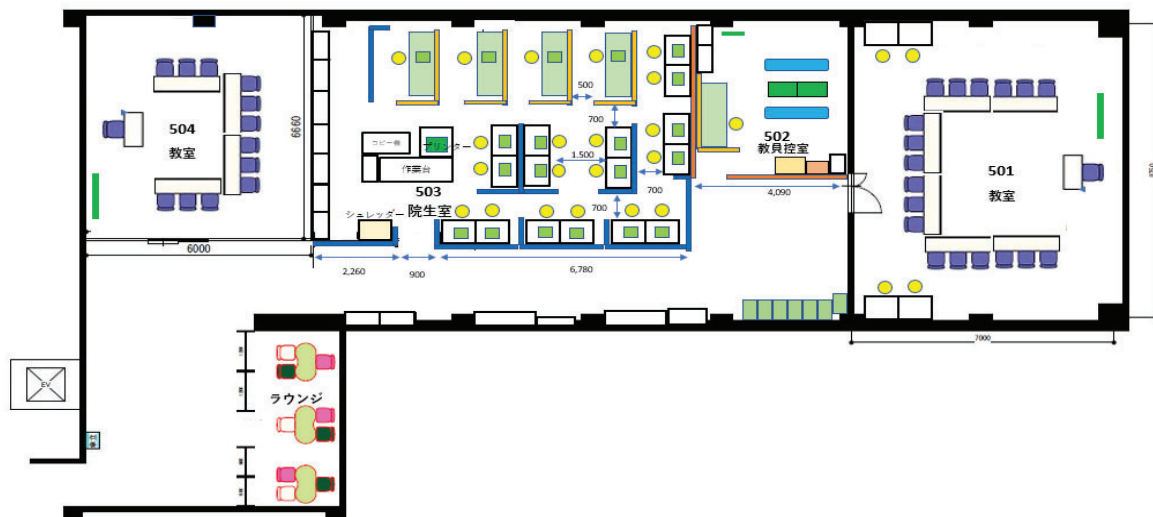 504
教室
6660
6000
コピー機
プリンター
作業台
503
院生室
シュレッダー
500
700
1.500
700
700
2,260
900
6,780
502
教員控室
4,090
501
教室
7000
EV
ラウンジ